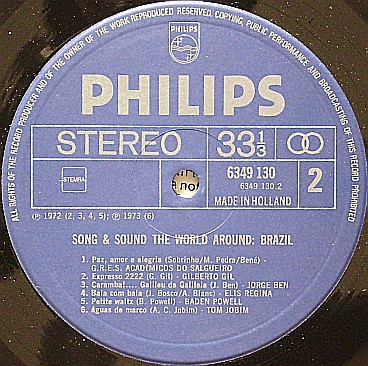 ALL RIGHTS OF THE RECORD PRODUCER AND OF THE OWNER OF THE WORK REPRODUCED RESERVED. COPYING, PUBLIC PERFORMANCE AND BROADCASTING OF THIS RECORD PROHIBITED
PHILIPS
PHILIPS
STEREO 33 1/3
STEMRA
6349 130
6349 130.2
MADE IN HOLLAND
2
℗ 1972 (2, 3, 4, 5); ℗ 1973 (6)
SONG & SOUND THE WORLD AROUND: BRAZIL
1. Paz, amor e alegria (Sobrinho/M. Pedra/Bené)
G.R.E.S. ACADÊMICOS DO SALGUEIRO
2. Expresso 2222 (G. Gil) - GILBERTO GIL
3. Caramba!.... Galileu da Galileia (J. Ben) - JORGE BEN
4. Bala com bala (J. Bosco/A. Blanc) - ELIS REGINA
5. Petite waltz (B. Powell) - BADEN POWELL
6. Águas de março (A. C. Jobim) - TOM JOBIM